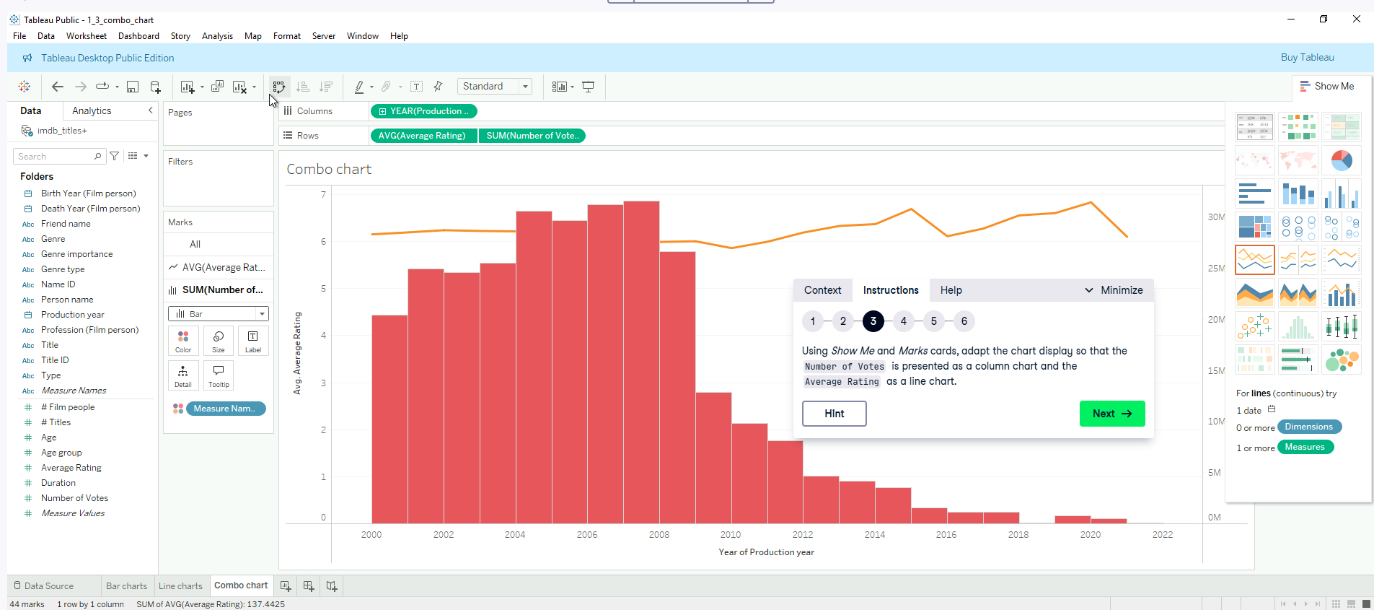 Tableau Public - 1_3_combo_chart
File Data Worksheet Dashboard Story Analysis Map Format Server Window Help
Tableau Desktop Public Edition Buy Tableau
Standard Show Me
Data Analytics
imdb_titles+
Search
Folders
Birth Year (Film person)
Death Year (Film person)
Abc Friend name
Abc Genre
Abc Genre importance
Abc Genre type
Abc Name ID
Abc Person name
Production year
Abc Profession (Film person)
Abc Title
Abc Title ID
Abc Type
Abc Measure Names
# # Film people
# # Titles
# Age
# Age group
# Average Rating
# Duration
# Number of Votes
# Measure Values
Pages
Filters
Marks
All
AVG(Average Rat...
SUM(Number of...
Bar
Color Size Label
Detail Tooltip
Measure Nam..
Columns YEAR(Production ..
Rows AVG(Average Rating) SUM(Number of Vote..
Combo chart
Avg. Average Rating
7
6
5
4
3
2
1
0
2000 2002 2004 2006 2008 2010 2012 2014 2016 2018 2020 2022
Year of Production year
30M
25M
20M
15M
10M
5M
0M
Context Instructions Help Minimize
1 2 3 4 5 6
Using Show Me and Marks cards, adapt the chart display so that the
Number of Votes is presented as a column chart and the
Average Rating as a line chart.
HInt Next →
For lines (continuous) try
1 date
0 or more Dimensions
1 or more Measures
Data Source Bar charts Line charts Combo chart
44 marks 1 row by 1 column SUM of AVG(Average Rating): 137.4425